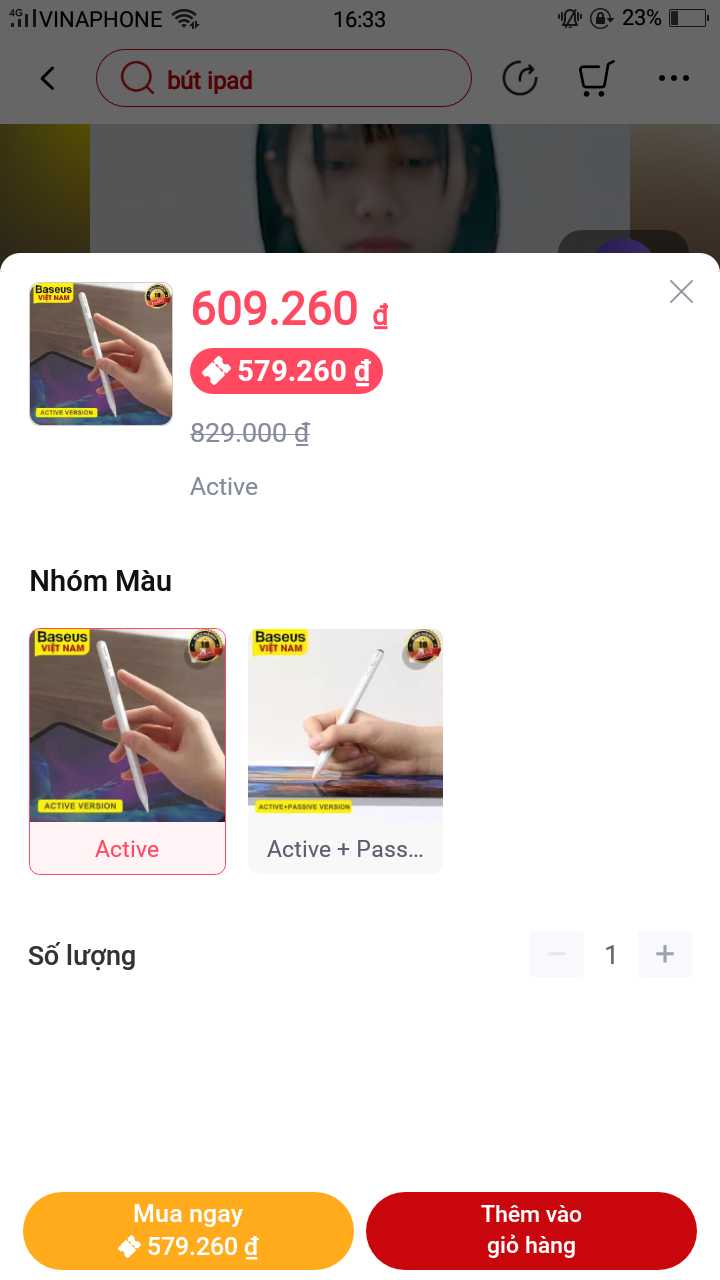 4G VINAPHONE 16:33 23%
bút ipad
Baseus
VIỆT NAM
ACTIVE VERSION
609.260 ₫
579.260 ₫
829.000 ₫
Active
Nhóm Màu
Baseus
VIỆT NAM
18
ACTIVE VERSION
Active
Baseus
VIỆT NAM
18
ACTIVE+PASSIVE VERSION
Active + Pass...
Số lượng
1
Mua ngay
579.260 ₫
Thêm vào
giỏ hàng